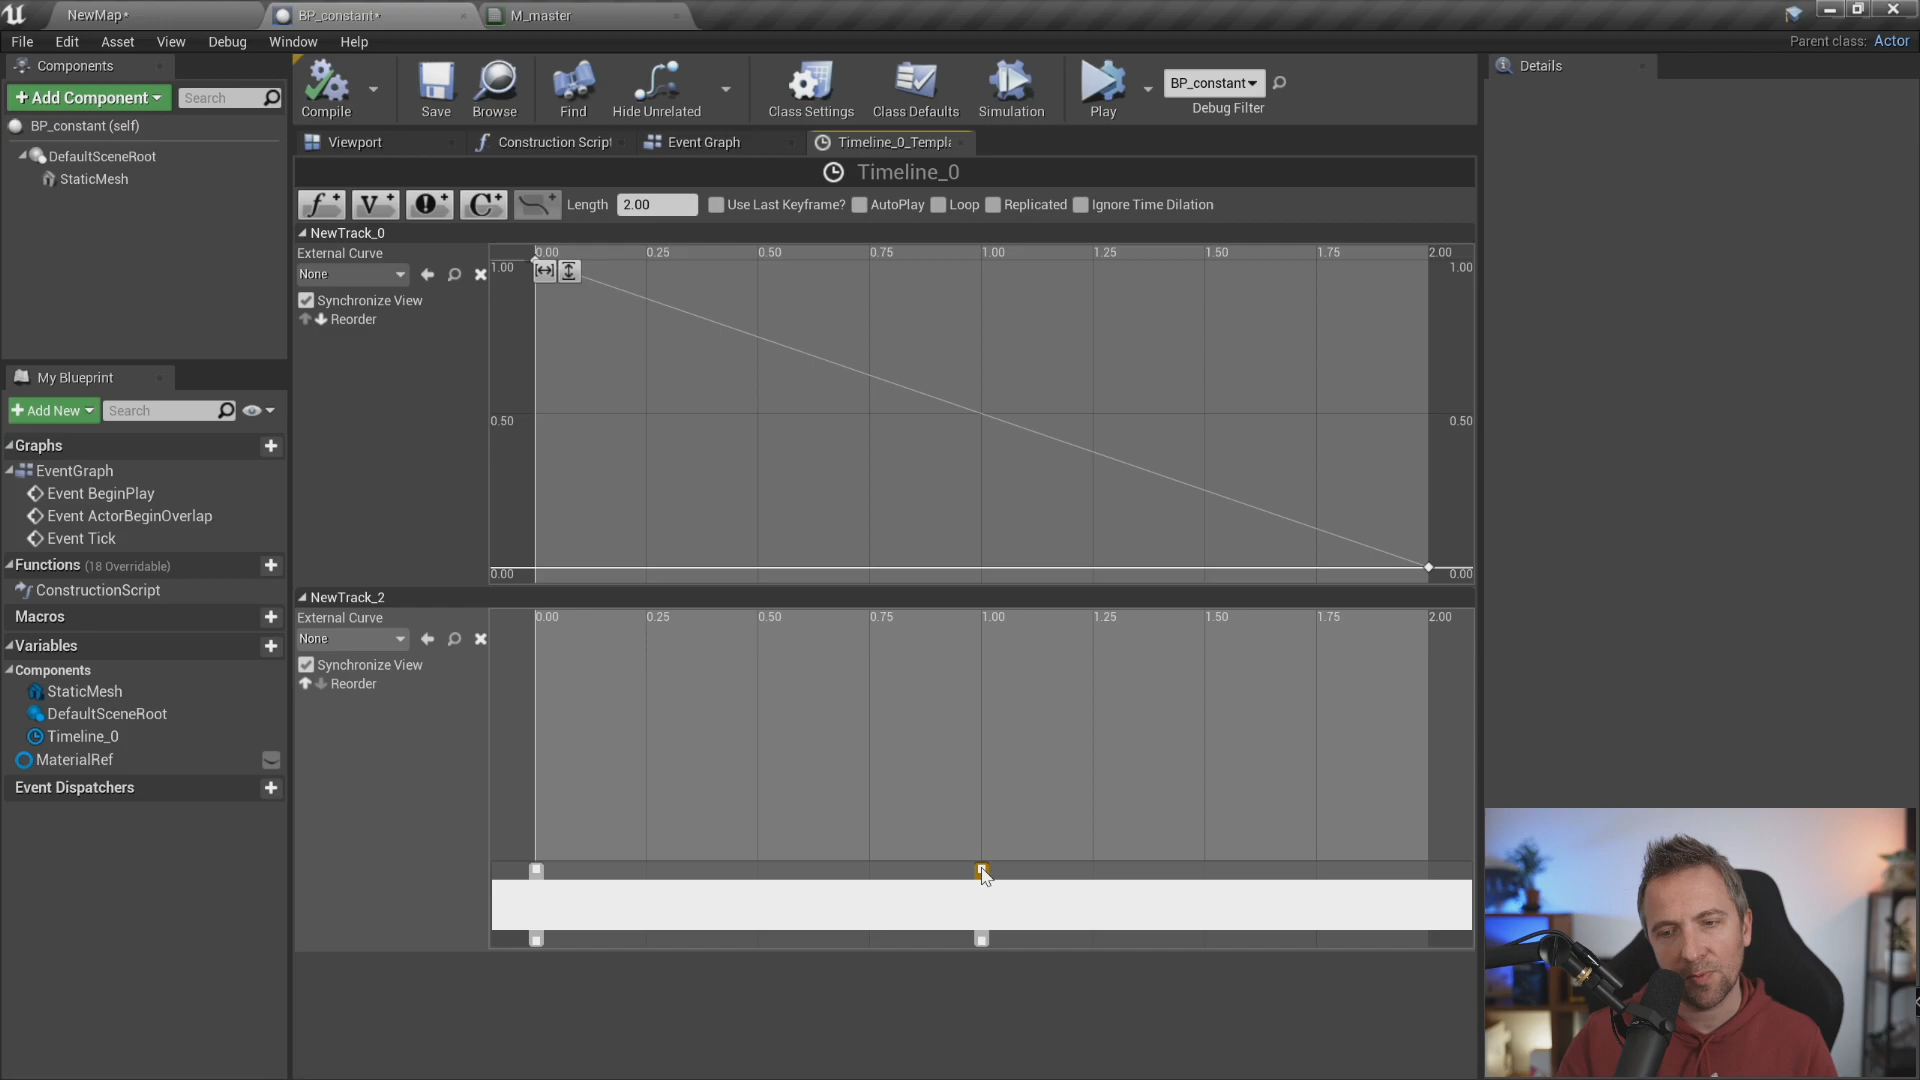 NewMap*
BP_constant*
M_master
File
Edit
Asset
View
Debug
Window
Help
Parent class: Actor
Components
+ Add Component
Search
BP_constant (self)
DefaultSceneRoot
StaticMesh
Compile
Save
Browse
Find
Hide Unrelated
Class Settings
Class Defaults
Simulation
Play
BP_constant
Debug Filter
Details
Viewport
Construction Script
Event Graph
Timeline_0_Templa
Timeline_0
f+
V+
C+
Length
2.00
Use Last Keyframe?
AutoPlay
Loop
Replicated
Ignore Time Dilation
NewTrack_0
External Curve
None
Synchronize View
Reorder
0.00 0.25 0.50 0.75 1.00 1.25 1.50 1.75 2.00
1.00 1.00
0.50 0.50
0.00 0.00
NewTrack_2
External Curve
None
Synchronize View
Reorder
0.00 0.25 0.50 0.75 1.00 1.25 1.50 1.75 2.00
My Blueprint
+ Add New
Search
Graphs
EventGraph
Event BeginPlay
Event ActorBeginOverlap
Event Tick
Functions (18 Overridable)
ConstructionScript
Macros
Variables
Components
StaticMesh
DefaultSceneRoot
Timeline_0
MaterialRef
Event Dispatchers